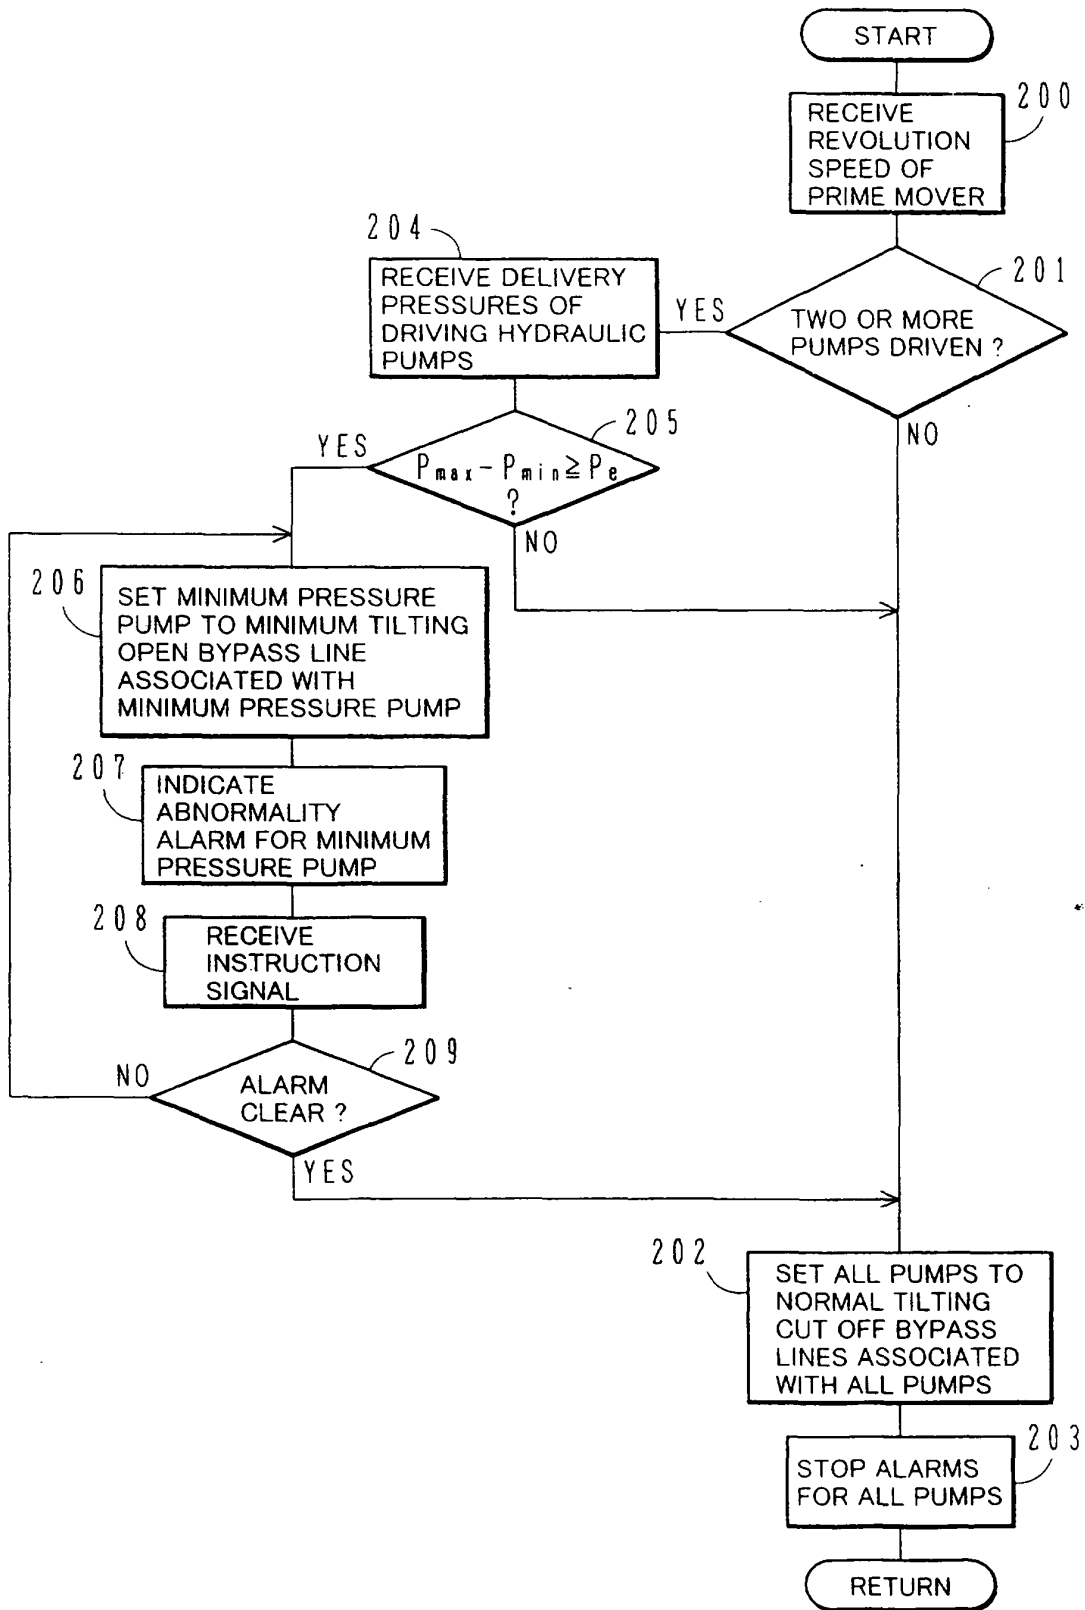 START
200
RECEIVE
REVOLUTION
SPEED OF
PRIME MOVER
201
TWO OR MORE
PUMPS DRIVEN ?
YES
NO
204
RECEIVE DELIVERY
PRESSURES OF
DRIVING HYDRAULIC
PUMPS
205
Pmax - Pmin ≧ Pe
?
YES
NO
206
SET MINIMUM PRESSURE
PUMP TO MINIMUM TILTING
OPEN BYPASS LINE
ASSOCIATED WITH
MINIMUM PRESSURE PUMP
207
INDICATE
ABNORMALITY
ALARM FOR MINIMUM
PRESSURE PUMP
208
RECEIVE
INSTRUCTION
SIGNAL
209
ALARM
CLEAR ?
NO
YES
202
SET ALL PUMPS TO
NORMAL TILTING
CUT OFF BYPASS
LINES ASSOCIATED
WITH ALL PUMPS
203
STOP ALARMS
FOR ALL PUMPS
RETURN